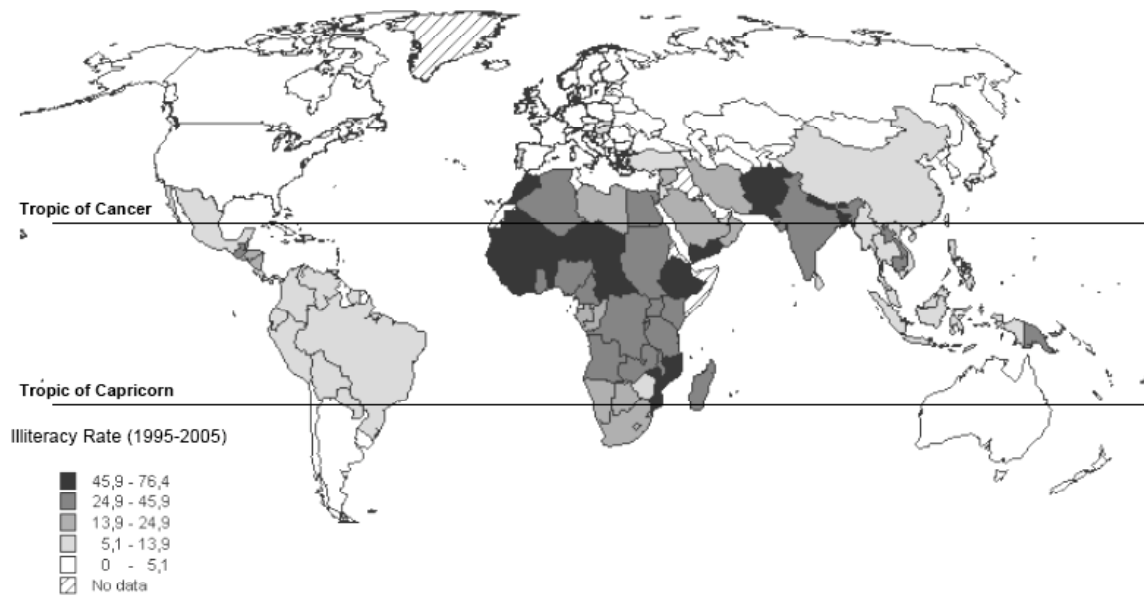 Tropic of Cancer
Tropic of Capricorn
Illiteracy Rate (1995-2005)
45,9 - 76,4
24,9 - 45,9
13,9 - 24,9
5,1 - 13,9
0 - 5,1
No data